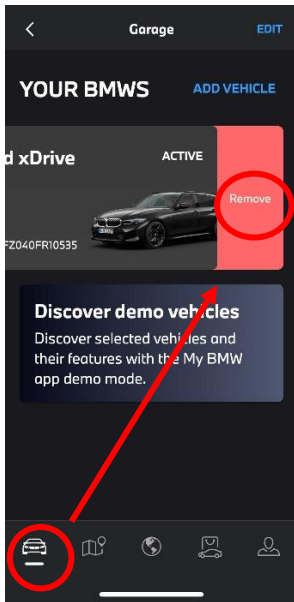 Garage
EDIT
YOUR BMWS
ADD VEHICLE
d xDrive
ACTIVE
Remove
FZ040FR10535
Discover demo vehicles
Discover selected vehicles and
their features with the My BMW
app demo mode.